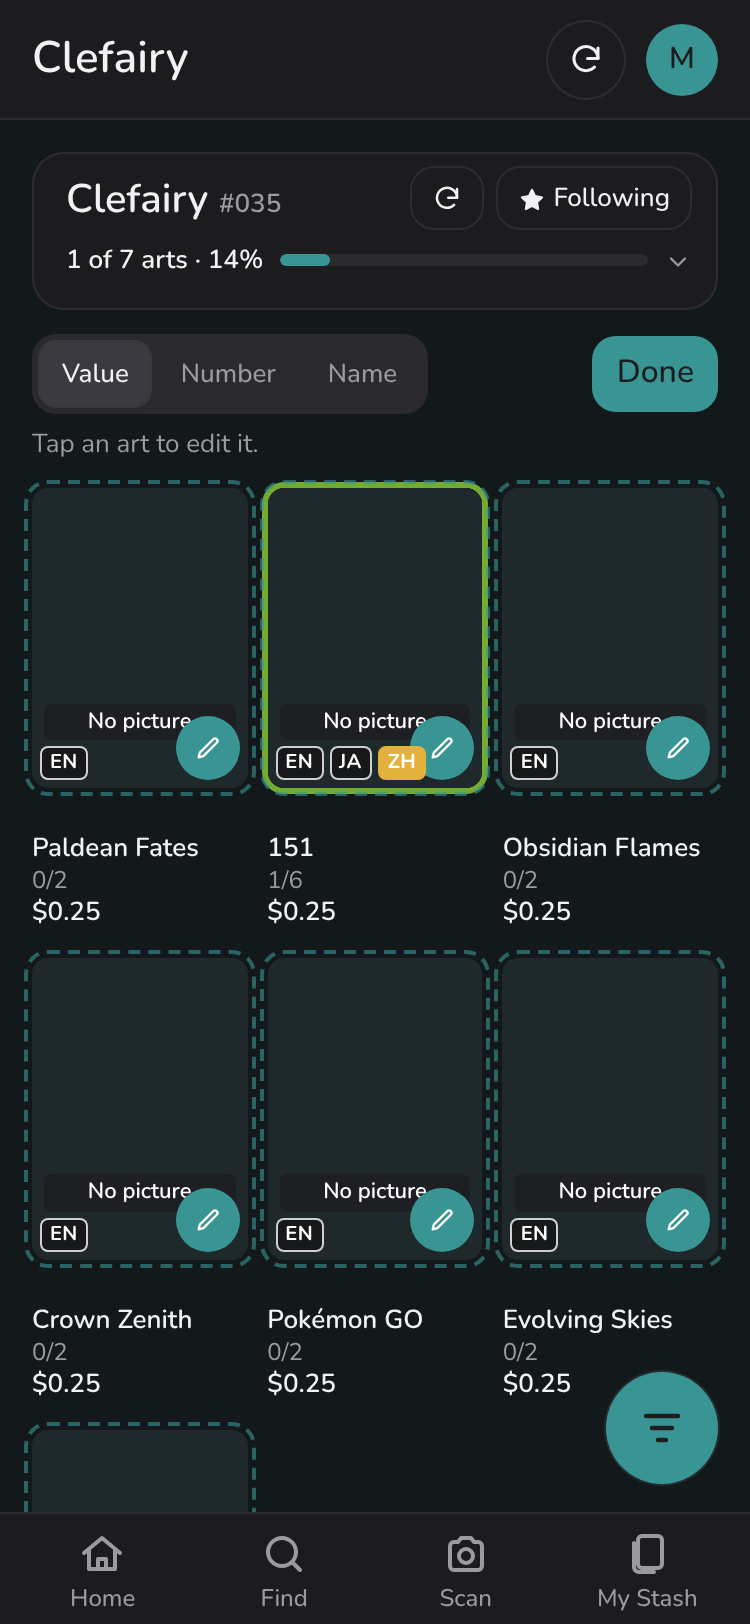 Clefairy
M
Clefairy #035
Following
1 of 7 arts · 14%
Value Number Name
Done
Tap an art to edit it.
No picture No picture No picture
EN EN JA ZH EN
Paldean Fates 151 Obsidian Flames
0/2 1/6 0/2
$0.25 $0.25 $0.25
No picture No picture No picture
EN EN EN
Crown Zenith Pokémon GO Evolving Skies
0/2 0/2 0/2
$0.25 $0.25 $0.25
Home Find Scan My Stash